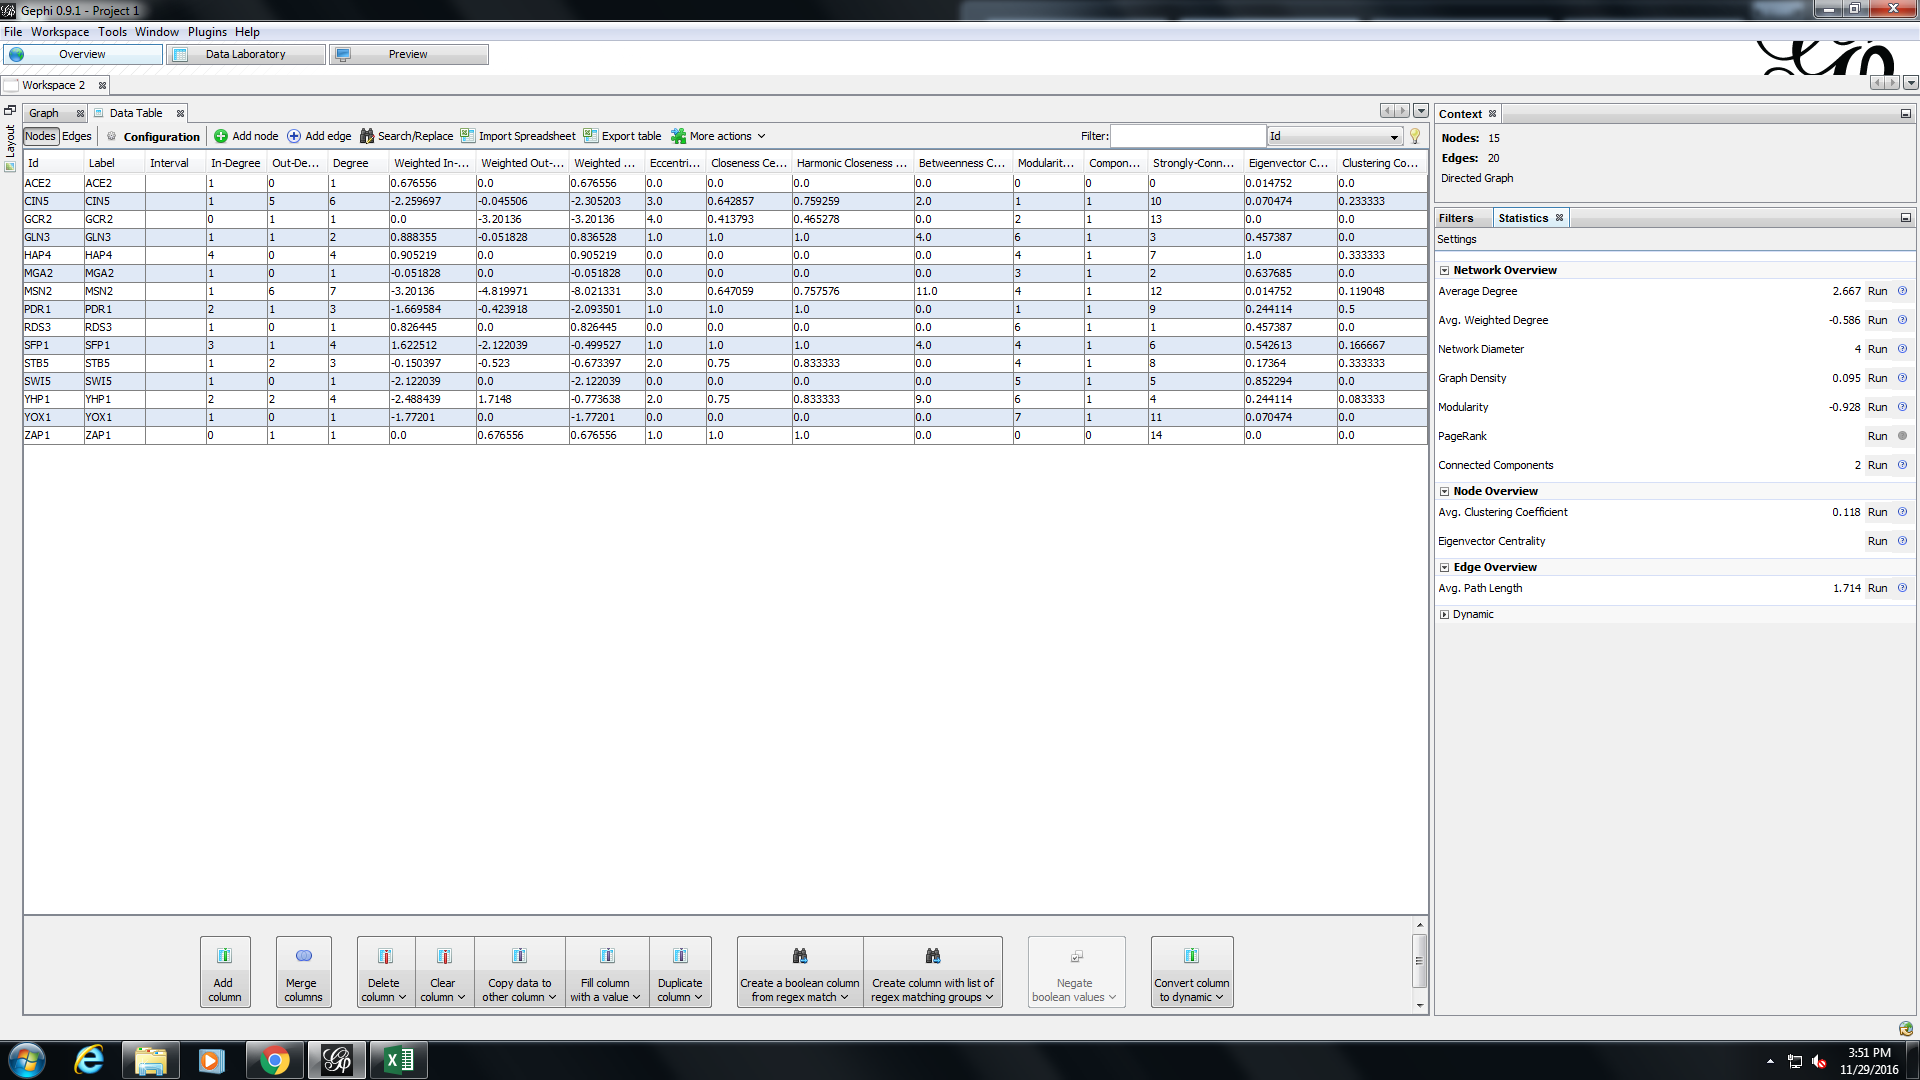 Gephi 0.9.1 - Project 1
File Workspace Tools Window Plugins Help
Overview Data Laboratory Preview
Workspace 2
Layout
Graph Data Table
Nodes Edges Configuration Add node Add edge Search/Replace Import Spreadsheet Export table More actions Filter: Id
Id Label Interval In-Degree Out-De... Degree Weighted In-... Weighted Out-... Weighted ... Eccentri... Closeness Ce... Harmonic Closeness ... Betweenness C... Modularit... Compon... Strongly-Conn... Eigenvector C... Clustering Co...
ACE2 ACE2 1 0 1 0.676556 0.0 0.676556 0.0 0.0 0.0 0.0 0 0 0 0.014752 0.0
CIN5 CIN5 1 5 6 -2.259697 -0.045506 -2.305203 3.0 0.642857 0.759259 2.0 1 1 10 0.070474 0.233333
GCR2 GCR2 0 1 1 0.0 -3.20136 -3.20136 4.0 0.413793 0.465278 0.0 2 1 13 0.0 0.0
GLN3 GLN3 1 1 2 0.888355 -0.051828 0.836528 1.0 1.0 1.0 4.0 6 1 3 0.457387 0.0
HAP4 HAP4 4 0 4 0.905219 0.0 0.905219 0.0 0.0 0.0 0.0 4 1 7 1.0 0.333333
MGA2 MGA2 1 0 1 -0.051828 0.0 -0.051828 0.0 0.0 0.0 0.0 3 1 2 0.637685 0.0
MSN2 MSN2 1 6 7 -3.20136 -4.819971 -8.021331 3.0 0.647059 0.757576 11.0 4 1 12 0.014752 0.119048
PDR1 PDR1 2 1 3 -1.669584 -0.423918 -2.093501 1.0 1.0 1.0 0.0 1 1 9 0.244114 0.5
RDS3 RDS3 1 0 1 0.826445 0.0 0.826445 0.0 0.0 0.0 0.0 6 1 1 0.457387 0.0
SFP1 SFP1 3 1 4 1.622512 -2.122039 -0.499527 1.0 1.0 1.0 4.0 4 1 6 0.542613 0.166667
STB5 STB5 1 2 3 -0.150397 -0.523 -0.673397 2.0 0.75 0.833333 0.0 4 1 8 0.17364 0.333333
SWI5 SWI5 1 0 1 -2.122039 0.0 -2.122039 0.0 0.0 0.0 0.0 5 1 5 0.852294 0.0
YHP1 YHP1 2 2 4 -2.488439 1.7148 -0.773638 2.0 0.75 0.833333 9.0 6 1 4 0.244114 0.083333
YOX1 YOX1 1 0 1 -1.77201 0.0 -1.77201 0.0 0.0 0.0 0.0 7 1 11 0.070474 0.0
ZAP1 ZAP1 0 1 1 0.0 0.676556 0.676556 1.0 1.0 1.0 0.0 0 0 14 0.0 0.0
Add column
Merge columns
Delete column
Clear column
Copy data to other column
Fill column with a value
Duplicate column
Create a boolean column from regex match
Create column with list of regex matching groups
Negate boolean values
Convert column to dynamic
Context
Nodes: 15
Edges: 20
Directed Graph
Filters Statistics
Settings
Network Overview
Average Degree 2.667 Run
Avg. Weighted Degree -0.586 Run
Network Diameter 4 Run
Graph Density 0.095 Run
Modularity -0.928 Run
PageRank Run
Connected Components 2 Run
Node Overview
Avg. Clustering Coefficient 0.118 Run
Eigenvector Centrality Run
Edge Overview
Avg. Path Length 1.714 Run
Dynamic
3:51 PM
11/29/2016